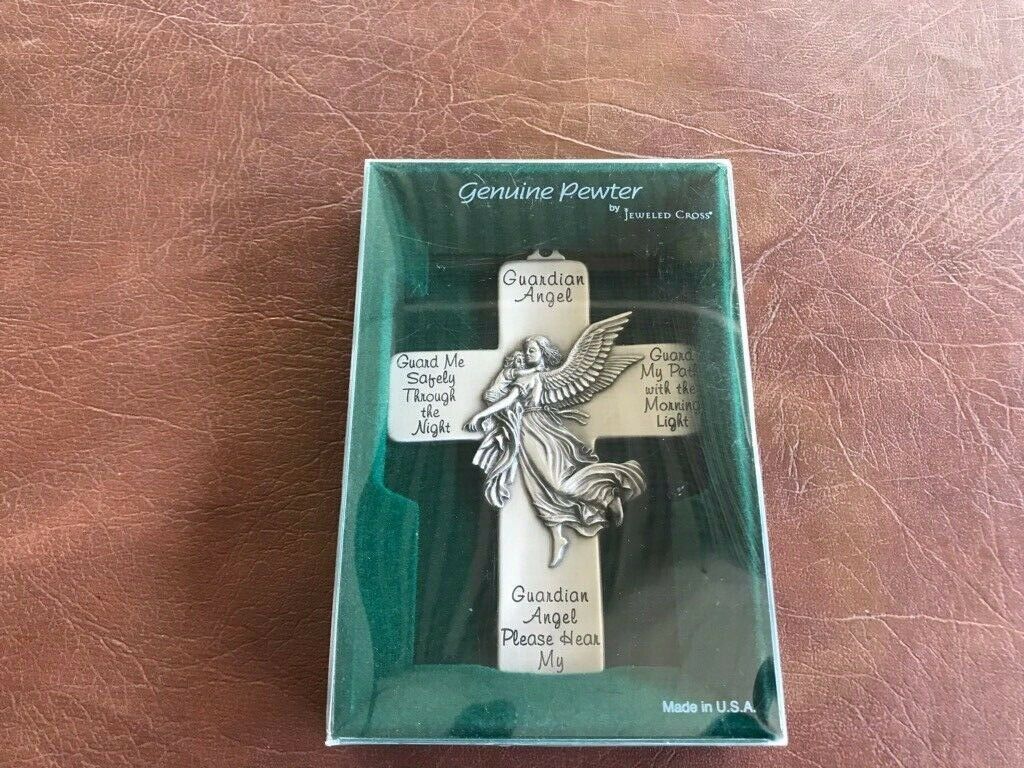 Genuine Pewter
by Jeweled Cross®
Guardian
Angel
Guard Me
Safely
Through
the
Night
Guard
My Path
with the
Morning
Light
Guardian
Angel
Please Hear
My
Made in U.S.A.